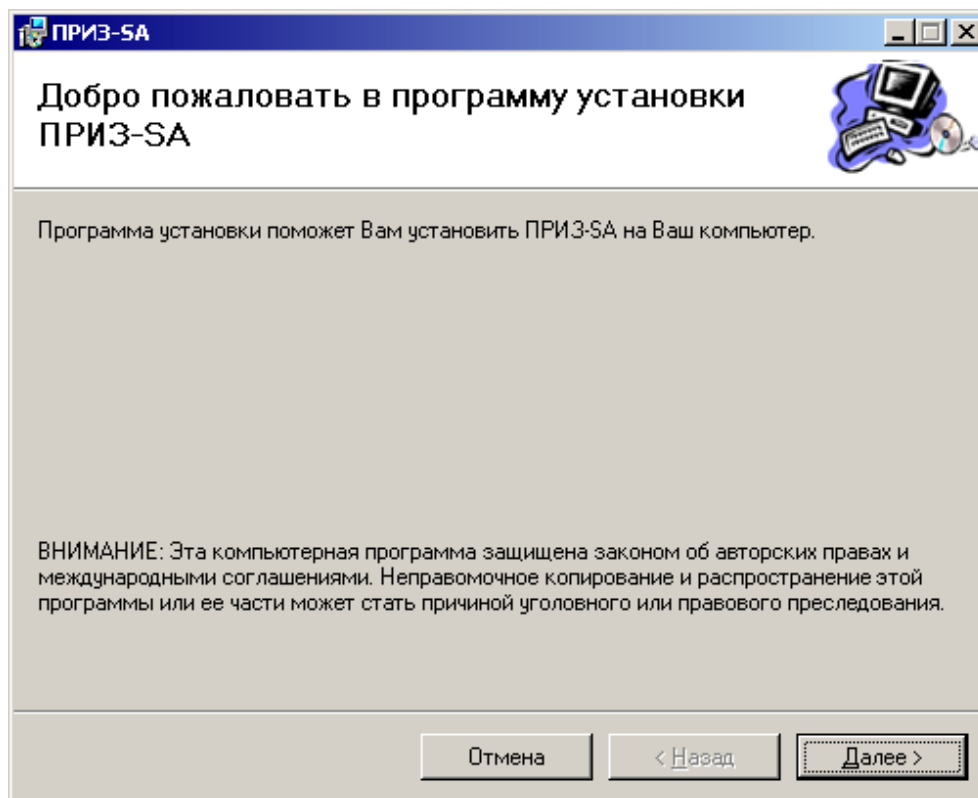 ПРИЗ-SA
Добро пожаловать в программу установки
ПРИЗ-SA
Программа установки поможет Вам установить ПРИЗ-SA на Ваш компьютер.
ВНИМАНИЕ: Эта компьютерная программа защищена законом об авторских правах и
международными соглашениями. Неправомочное копирование и распространение этой
программы или ее части может стать причиной уголовного или правового преследования.
Отмена
< Назад
Далее >